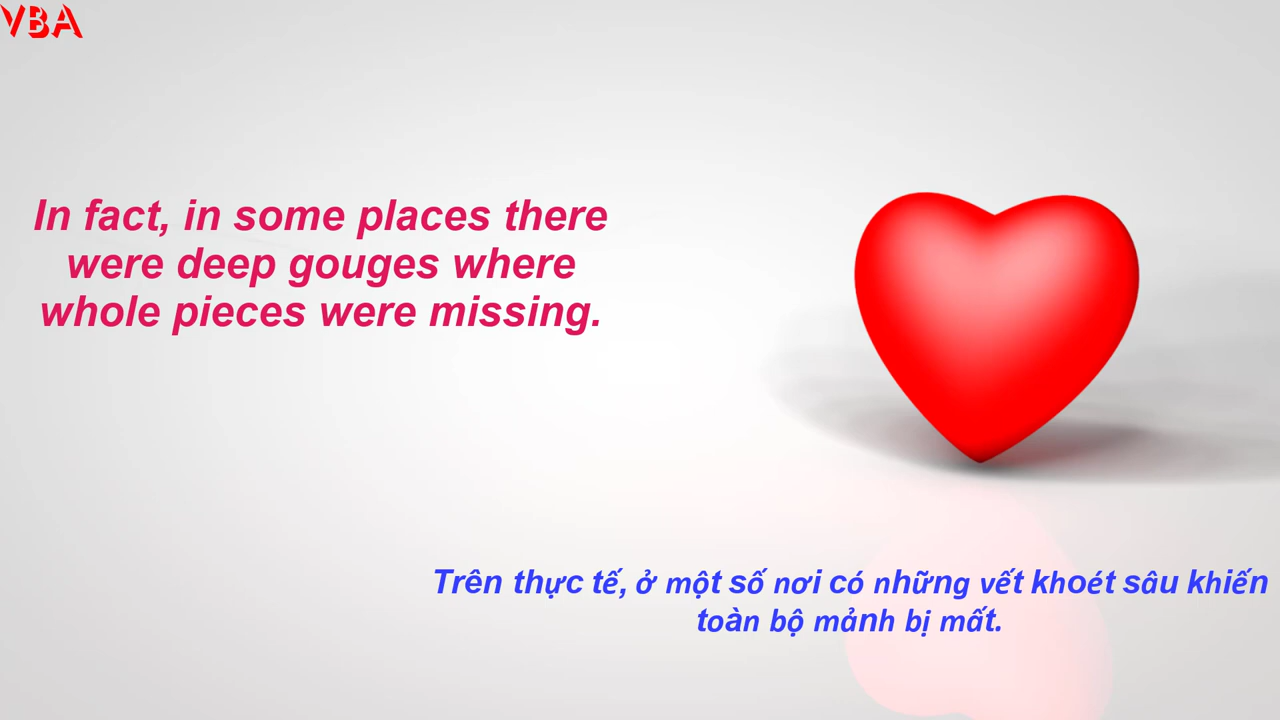 VBA
In fact, in some places there
were deep gouges where
whole pieces were missing.
Trên thực tế, ở một số nơi có những vết khoét sâu khiến
toàn bộ mảnh bị mất.